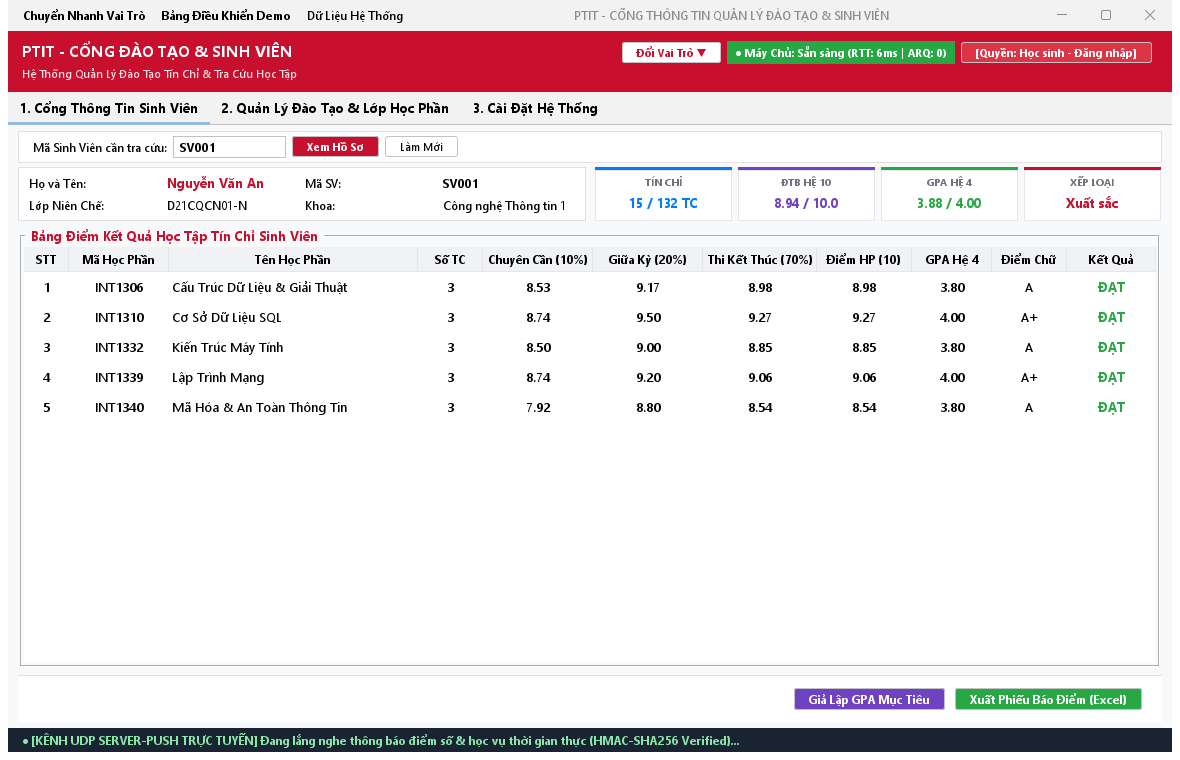 Chuyển Nhanh Vai Trò Bảng Điều Khiển Demo Dữ Liệu Hệ Thống PTIT - CỔNG THÔNG TIN QUẢN LÝ ĐÀO TẠO & SINH VIÊN
PTIT - CỔNG ĐÀO TẠO & SINH VIÊN
Hệ Thống Quản Lý Đào Tạo Tín Chỉ & Tra Cứu Học Tập
Đổi Vai Trò ▼ ● Máy Chủ: Sẵn sàng (RTT: 6ms | ARQ: 0) [Quyền: Học sinh - Đăng nhập]
1. Cổng Thông Tin Sinh Viên 2. Quản Lý Đào Tạo & Lớp Học Phần 3. Cài Đặt Hệ Thống
Mã Sinh Viên cần tra cứu: SV001 Xem Hồ Sơ Làm Mới
Họ và Tên: Nguyễn Văn An Mã SV: SV001
Lớp Niên Chế: D21CQCN01-N Khoa: Công nghệ Thông tin 1
TÍN CHỈ ĐTB HỆ 10 GPA HỆ 4 XẾP LOẠI
15 / 132 TC 8.94 / 10.0 3.88 / 4.00 Xuất sắc
Bảng Điểm Kết Quả Học Tập Tín Chỉ Sinh Viên
STT Mã Học Phần Tên Học Phần Số TC Chuyên Cần (10%) Giữa Kỳ (20%) Thi Kết Thúc (70%) Điểm HP (10) GPA Hệ 4 Điểm Chữ Kết Quả
1 INT1306 Cấu Trúc Dữ Liệu & Giải Thuật 3 8.53 9.17 8.98 8.98 3.80 A ĐẠT
2 INT1310 Cơ Sở Dữ Liệu SQL 3 8.74 9.50 9.27 9.27 4.00 A+ ĐẠT
3 INT1332 Kiến Trúc Máy Tính 3 8.50 9.00 8.85 8.85 3.80 A ĐẠT
4 INT1339 Lập Trình Mạng 3 8.74 9.20 9.06 9.06 4.00 A+ ĐẠT
5 INT1340 Mã Hóa & An Toàn Thông Tin 3 7.92 8.80 8.54 8.54 3.80 A ĐẠT
Giả Lập GPA Mục Tiêu Xuất Phiếu Báo Điểm (Excel)
● [KÊNH UDP SERVER-PUSH TRỰC TUYẾN] Đang lắng nghe thông báo điểm số & học vụ thời gian thực (HMAC-SHA256 Verified)...